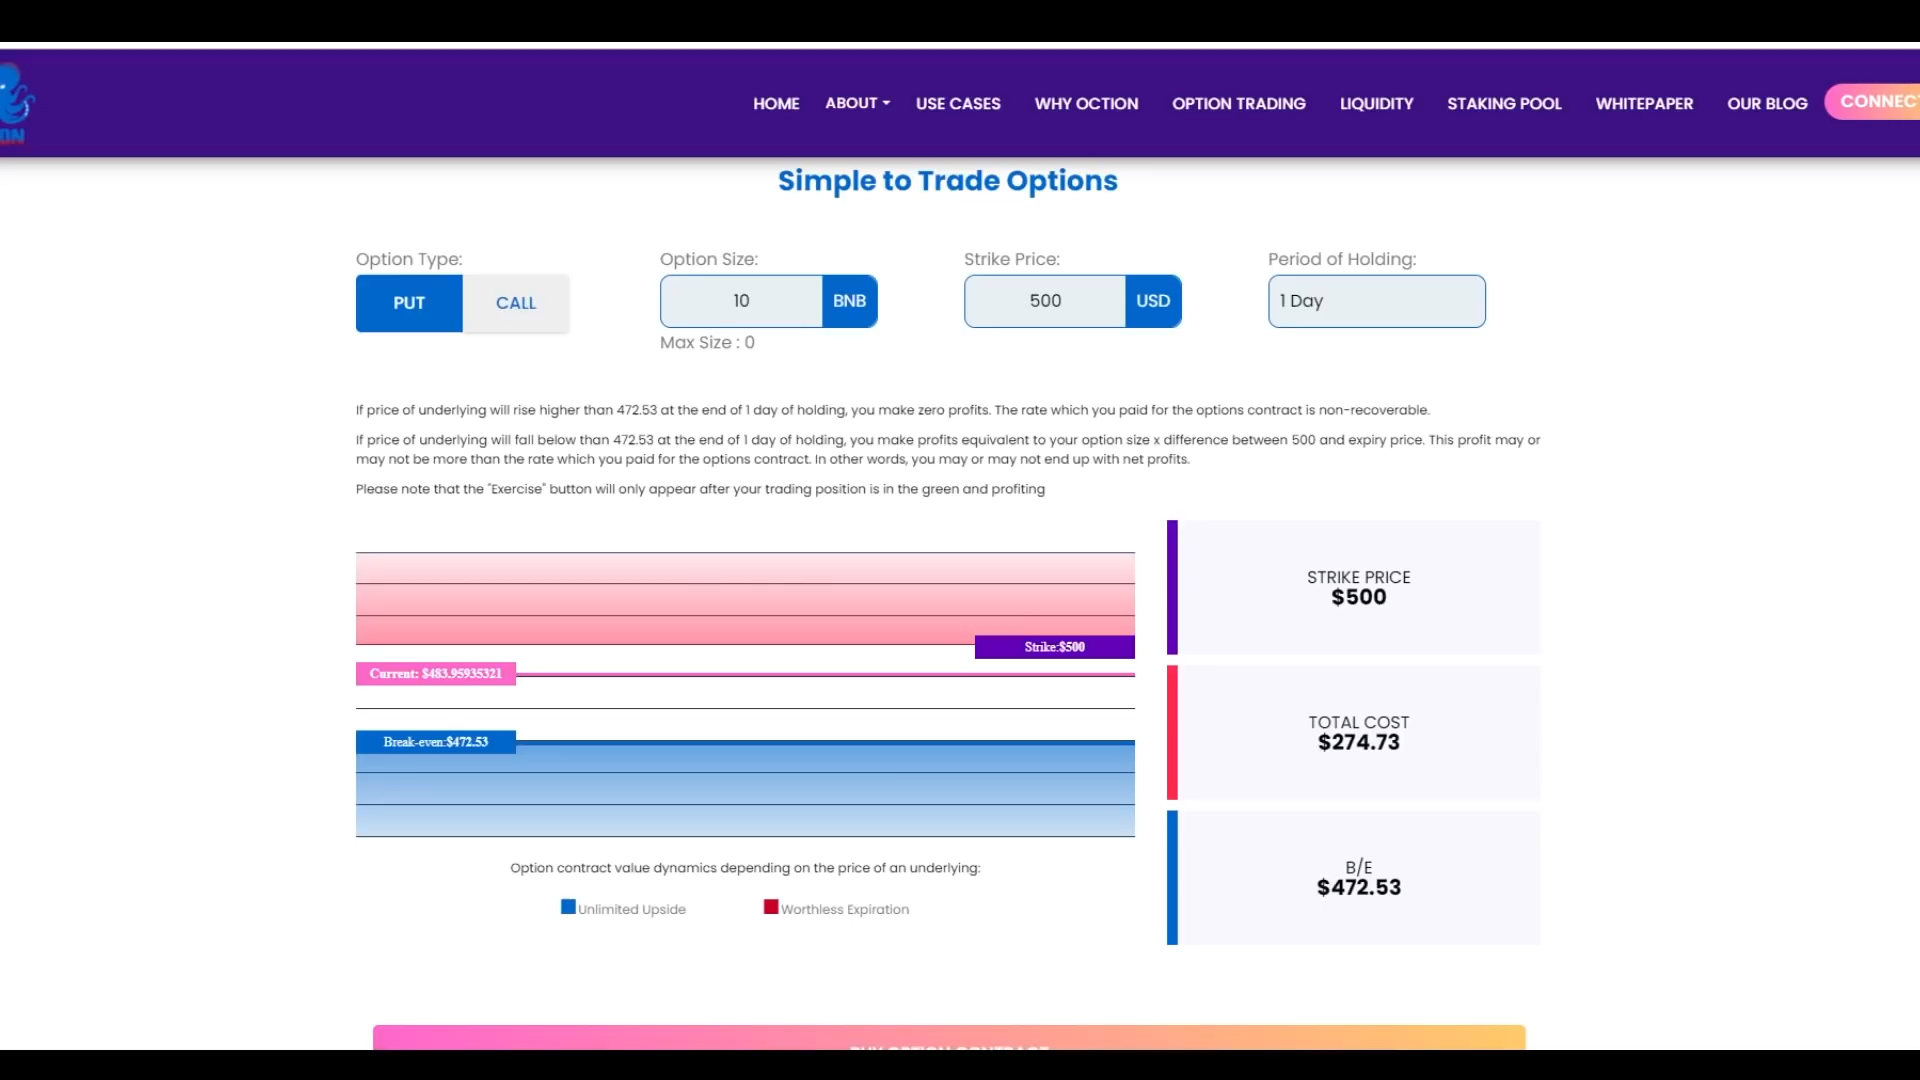 HOME ABOUT USE CASES WHY OCTION OPTION TRADING LIQUIDITY STAKING POOL WHITEPAPER OUR BLOG CONNECT
Simple to Trade Options
Option Type: Option Size: Strike Price: Period of Holding:
PUT CALL 10 BNB 500 USD 1 Day
Max Size : 0
If price of underlying will rise higher than 472.53 at the end of 1 day of holding, you make zero profits. The rate which you paid for the options contract is non-recoverable.
If price of underlying will fall below than 472.53 at the end of 1 day of holding, you make profits equivalent to your option size x difference between 500 and expiry price. This profit may or
may not be more than the rate which you paid for the options contract. In other words, you may or may not end up with net profits.
Please note that the "Exercise" button will only appear after your trading position is in the green and profiting
STRIKE PRICE
$500
Strike:$500
Current: $483.95935321
TOTAL COST
$274.73
Break-even:$472.53
B/E
$472.53
Option contract value dynamics depending on the price of an underlying:
Unlimited Upside Worthless Expiration
BUY OPTION CONTRACT